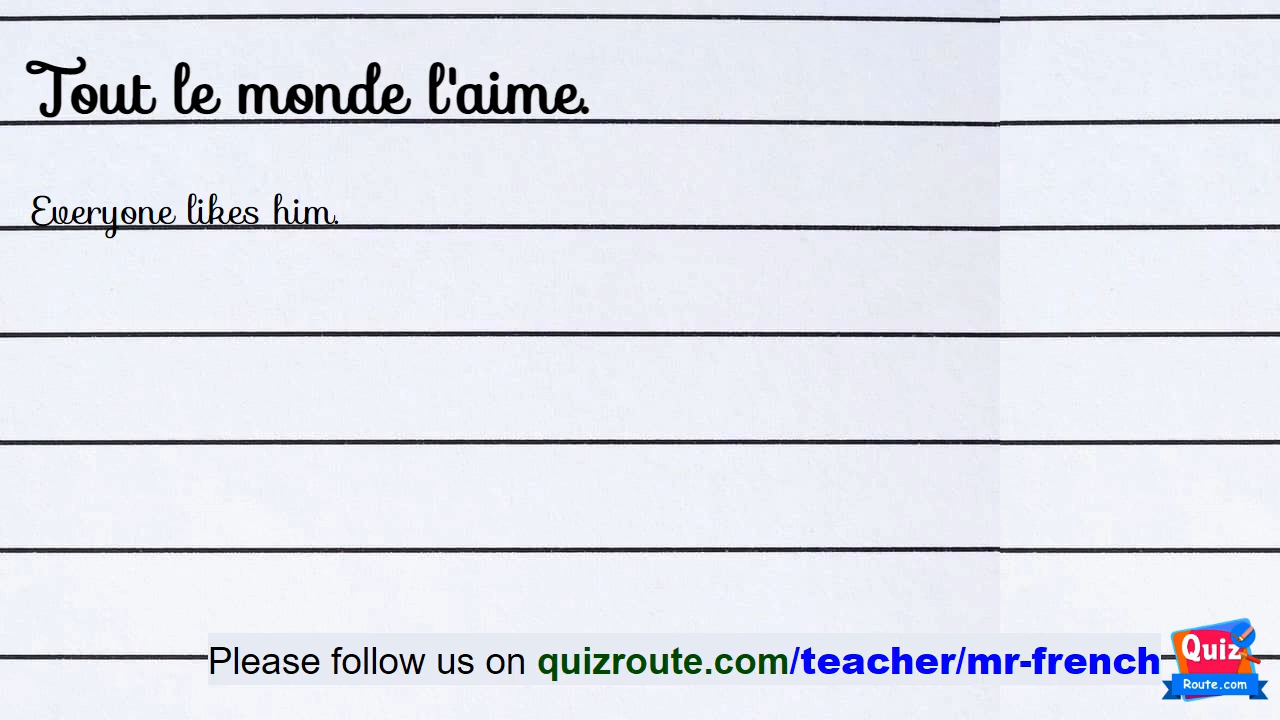 Tout le monde l'aime.
Everyone likes him.
Please follow us on quizroute.com/teacher/mr-french
Quiz
Route.com